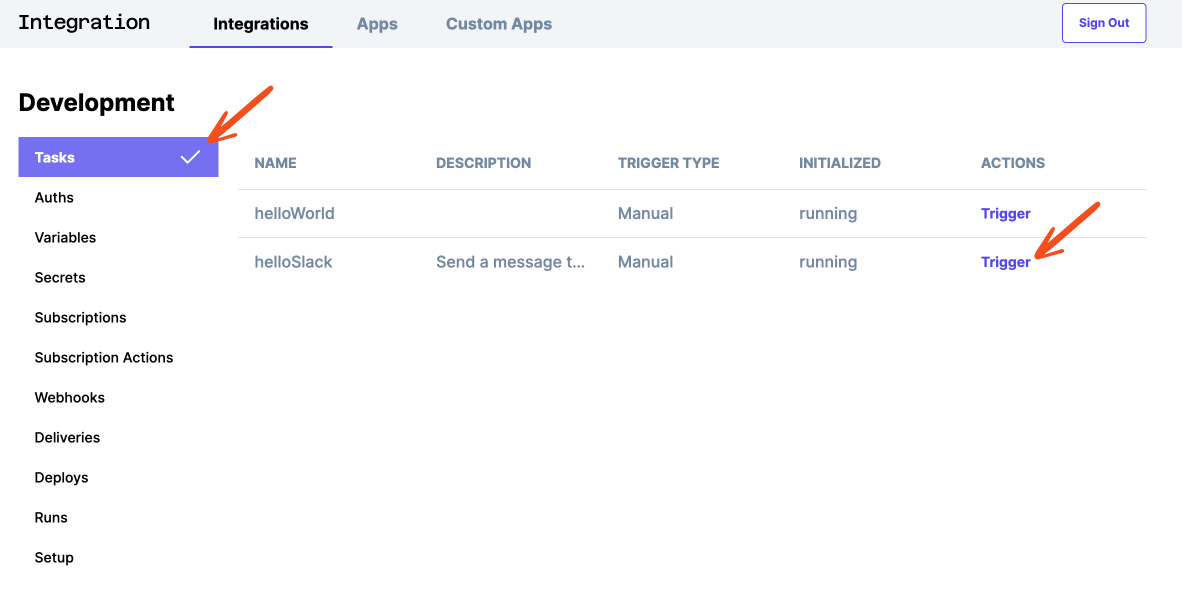 Integration Integrations Apps Custom Apps Sign Out
Development
Tasks
Auths
Variables
Secrets
Subscriptions
Subscription Actions
Webhooks
Deliveries
Deploys
Runs
Setup
NAME DESCRIPTION TRIGGER TYPE INITIALIZED ACTIONS
helloWorld Manual running Trigger
helloSlack Send a message t... Manual running Trigger